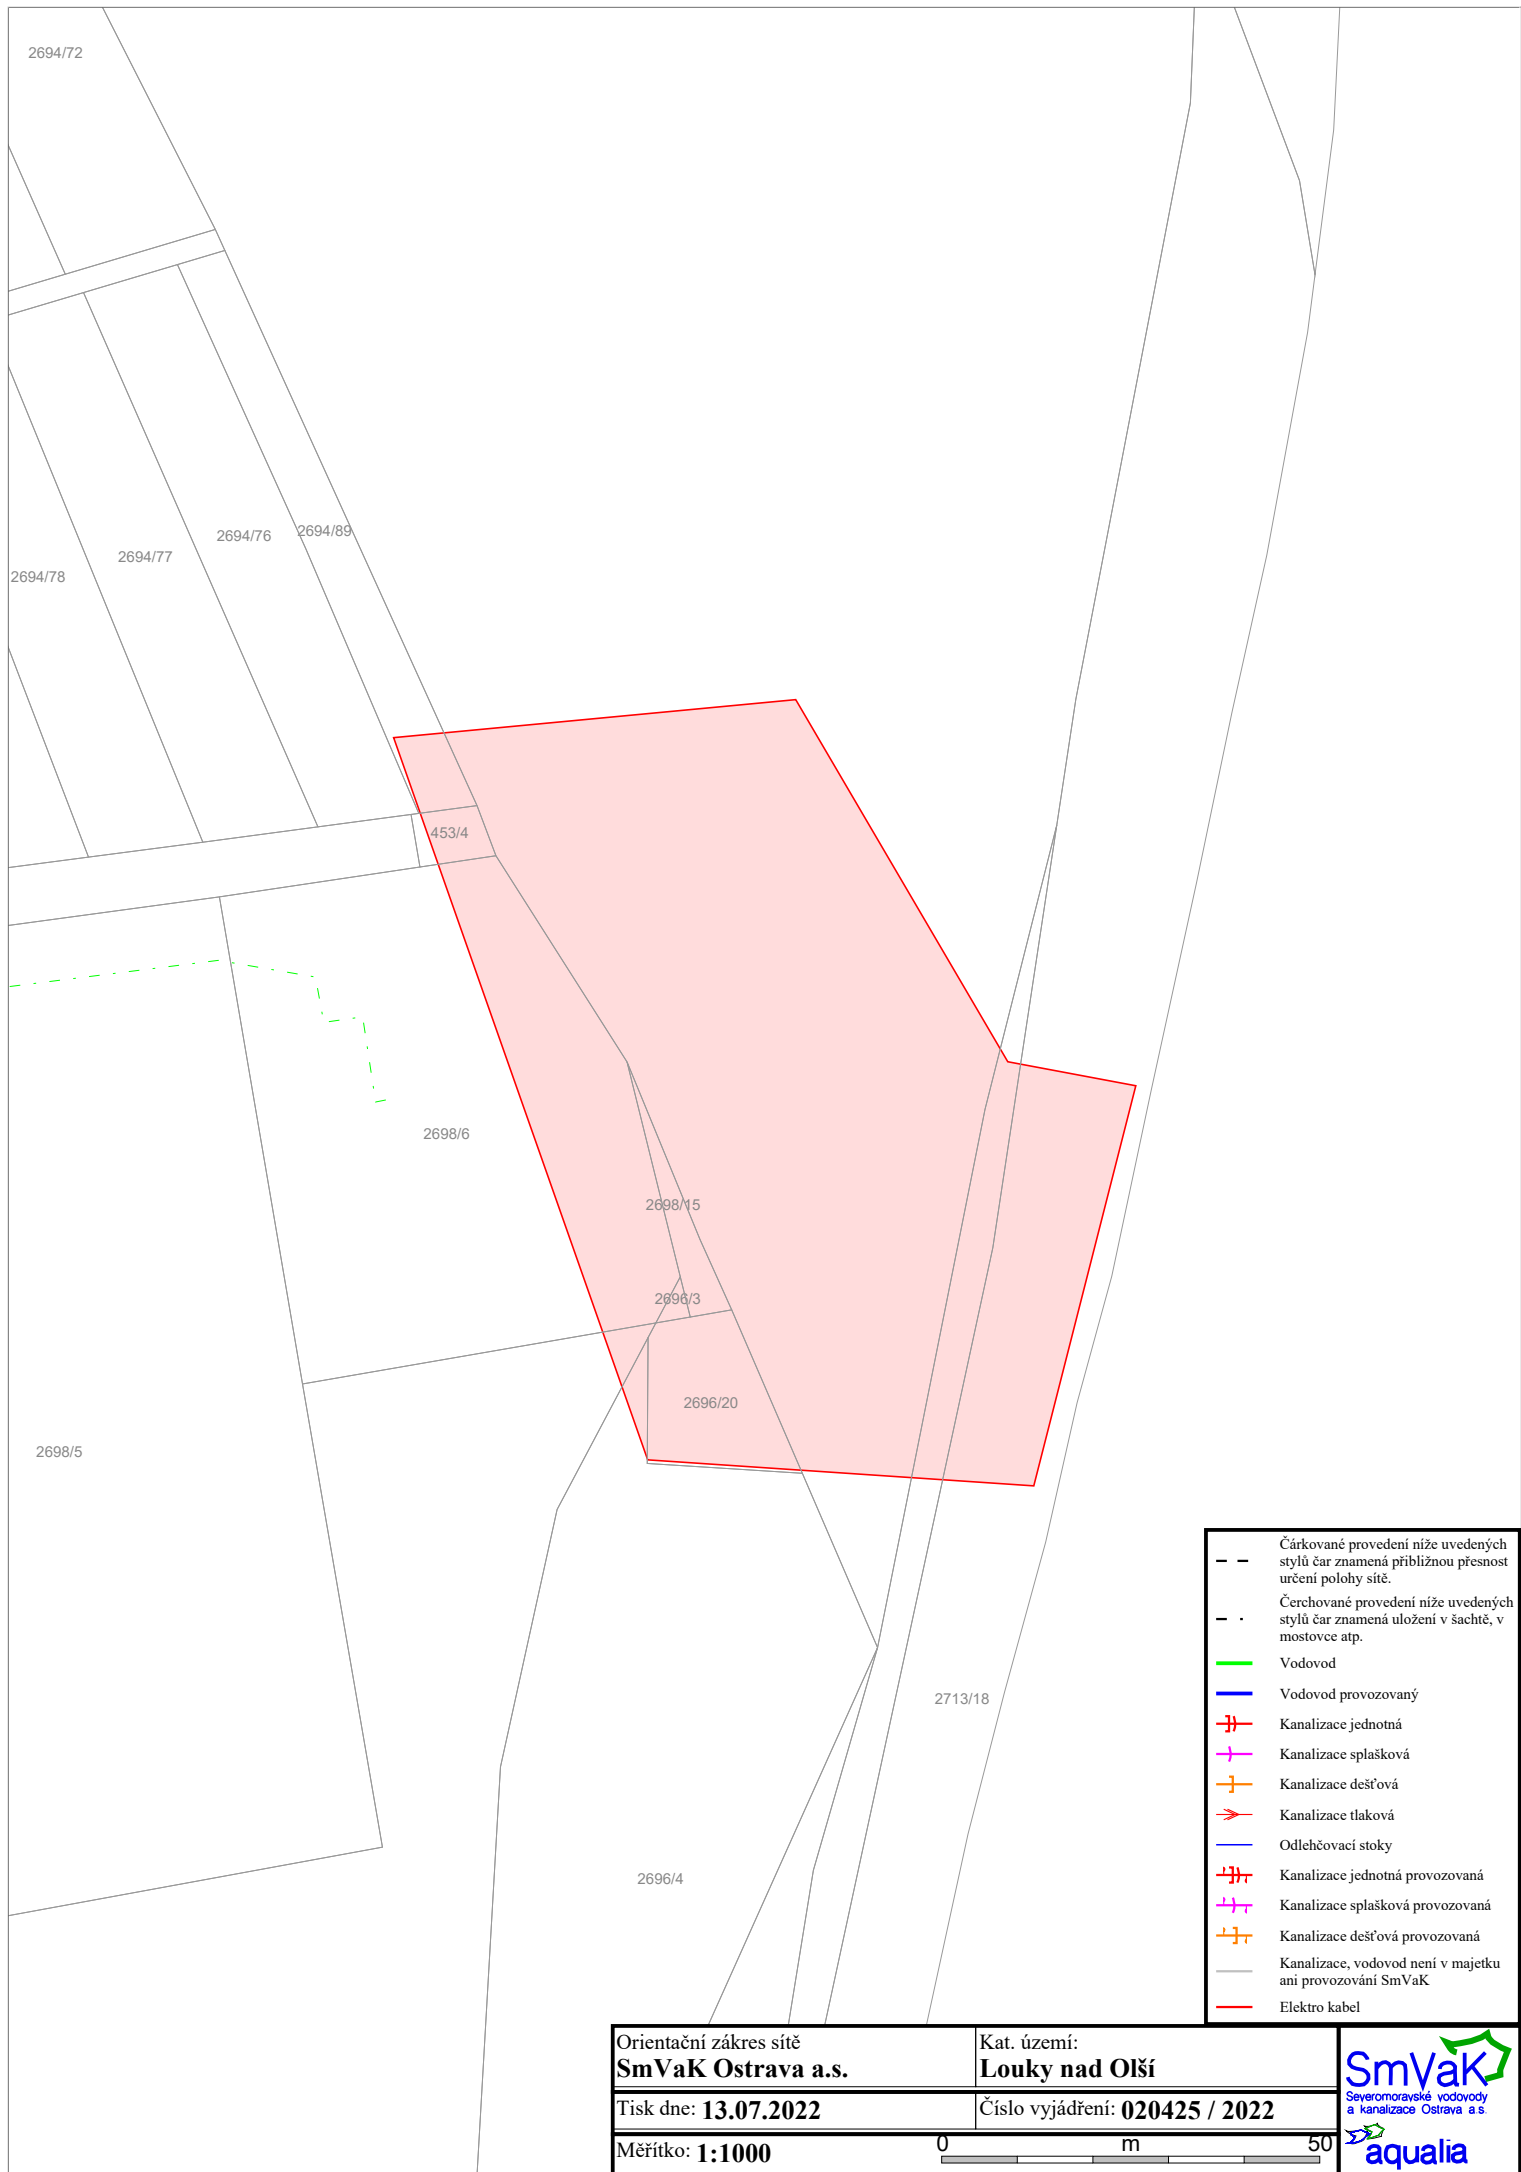 2694/72
2694/89
2694/76
2694/77
2694/78
453/4
2698/6
2698/15
2696/3
2696/20
2698/5
2713/18
2696/4
Čárkované provedení níže uvedených
stylů čar znamená přibližnou přesnost
určení polohy sítě.
Čerchované provedení níže uvedených
stylů čar znamená uložení v šachtě, v
mostovce atp.
Vodovod
Vodovod provozovaný
Kanalizace jednotná
Kanalizace splašková
Kanalizace dešťová
Kanalizace tlaková
Odlehčovací stoky
Kanalizace jednotná provozovaná
Kanalizace splašková provozovaná
Kanalizace dešťová provozovaná
Kanalizace, vodovod není v majetku
ani provozování SmVaK
Elektro kabel
Orientační zákres sítě
SmVaK Ostrava a.s.
Kat. území:
Louky nad Olší
Tisk dne: 13.07.2022
Číslo vyjádření: 020425 / 2022
Měřítko: 1:1000
0 m 50
SmVaK
Severomoravské vodovody
a kanalizace Ostrava a.s.
aqualia